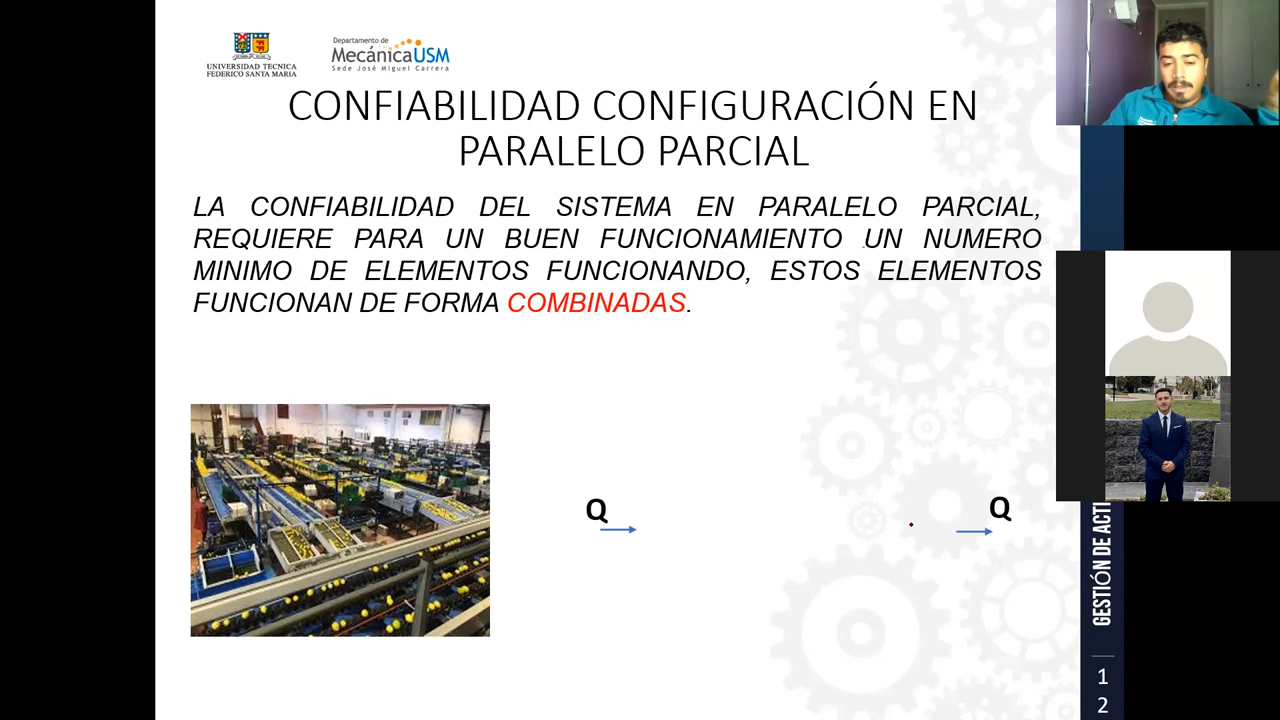 UNIVERSIDAD TECNICA
FEDERICO SANTA MARIA
Departamento de
MecánicaUSM
Sede José Miguel Carrera
CONFIABILIDAD CONFIGURACIÓN EN
PARALELO PARCIAL
LA CONFIABILIDAD DEL SISTEMA EN PARALELO PARCIAL,
REQUIERE PARA UN BUEN FUNCIONAMIENTO UN NUMERO
MINIMO DE ELEMENTOS FUNCIONANDO, ESTOS ELEMENTOS
FUNCIONAN DE FORMA COMBINADAS.
Q
Q
GESTIÓN DE ACTI
1
2